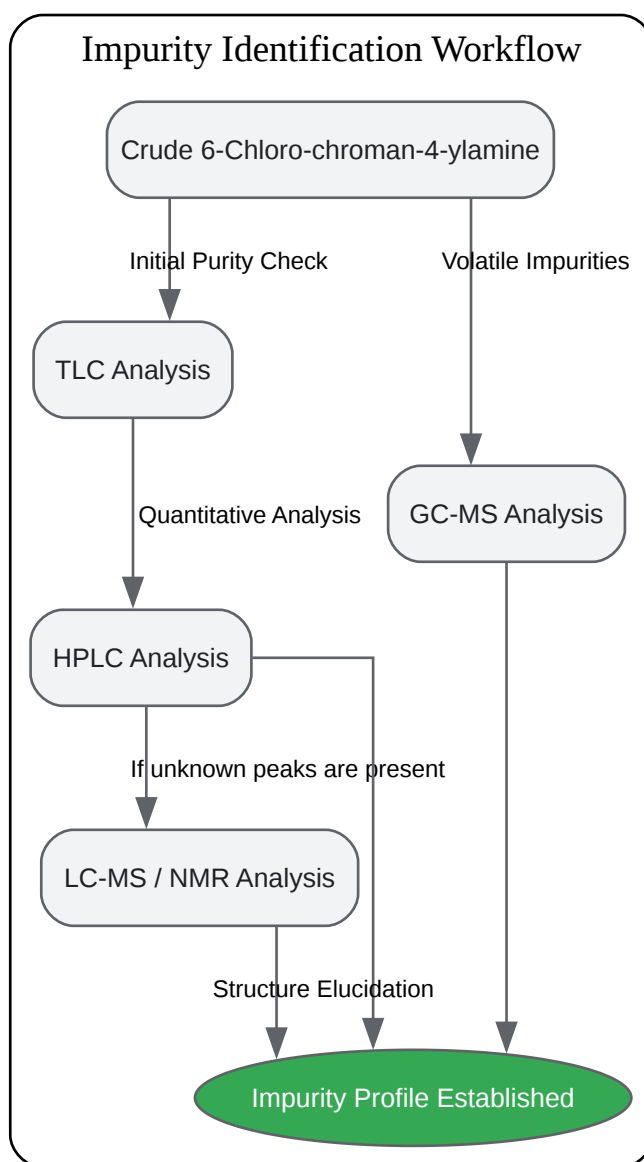 Impurity Identification Workflow
Crude 6-Chloro-chroman-4-ylamine
Initial Purity Check
Volatile Impurities
TLC Analysis
Quantitative Analysis
GC-MS Analysis
HPLC Analysis
If unknown peaks are present
LC-MS / NMR Analysis
Structure Elucidation
Impurity Profile Established